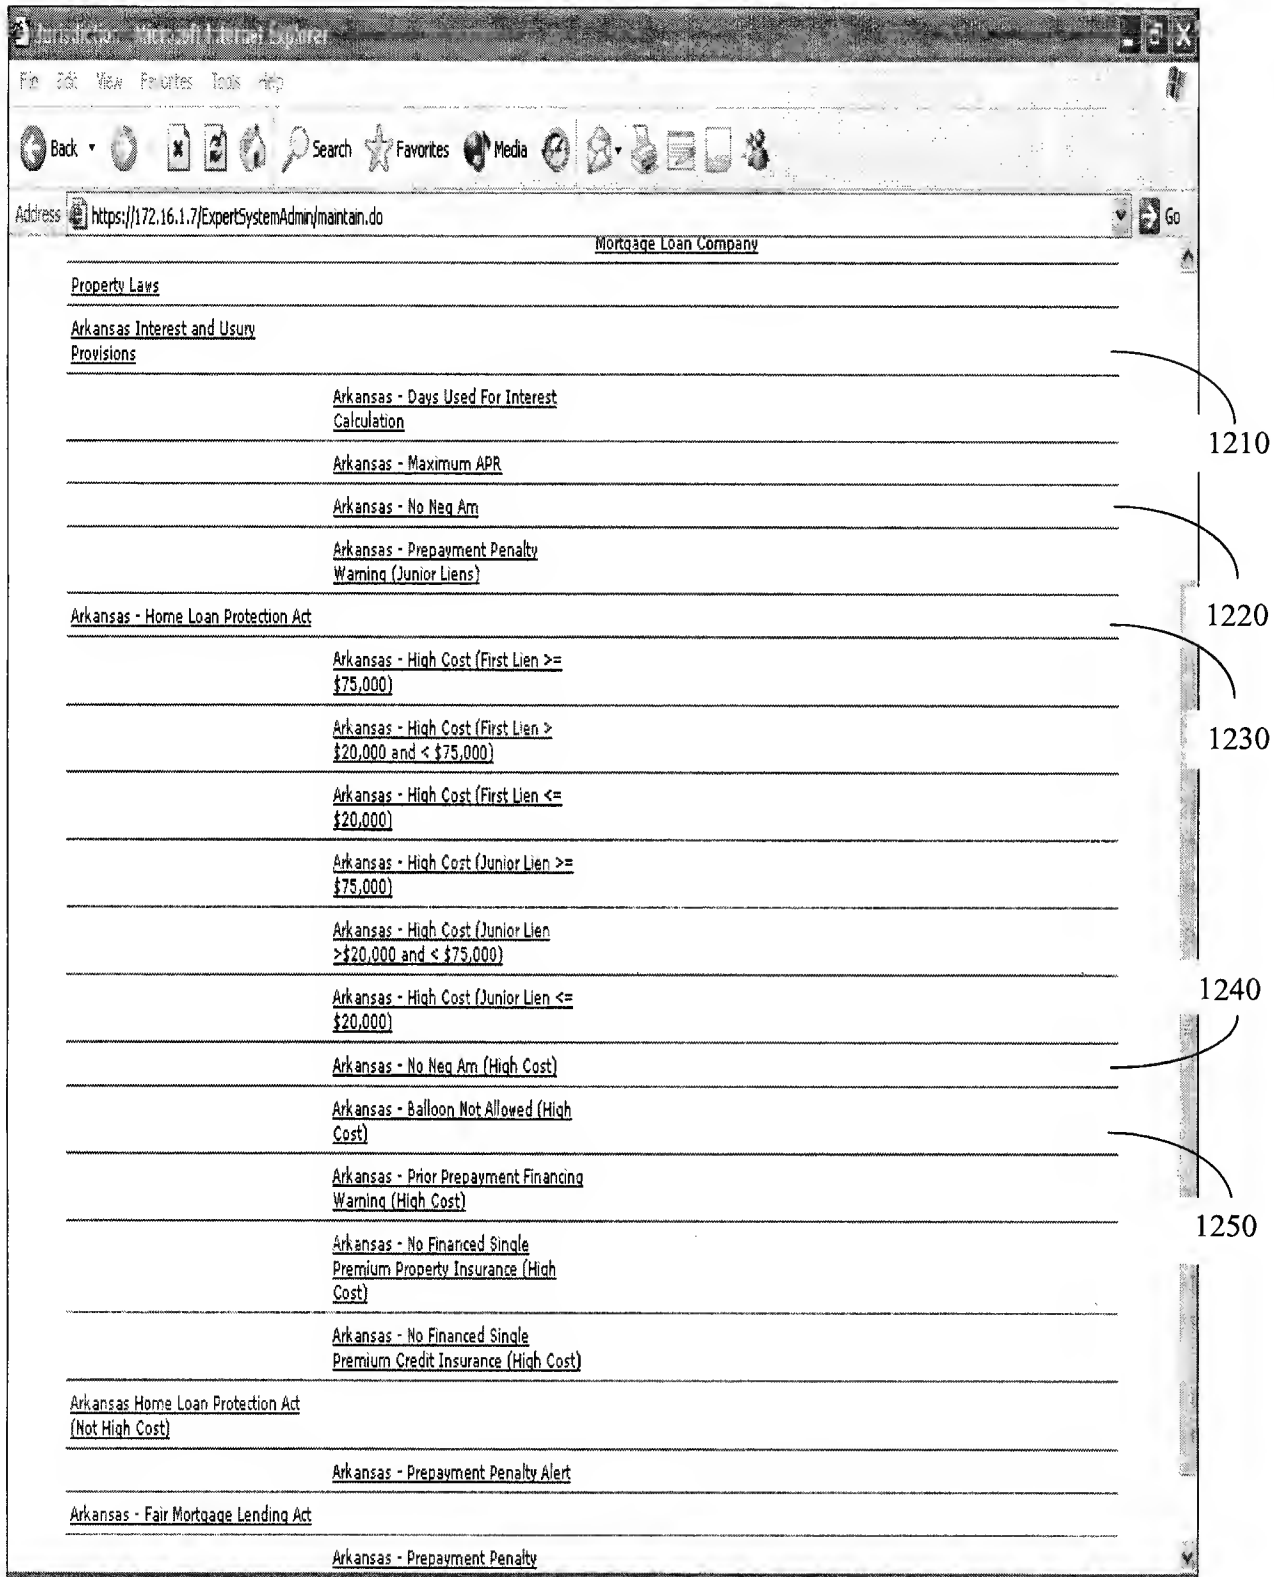 Jurisdiction - Microsoft Internet Explorer
File Edit View Favorites Tools Help
Back Search Favorites Media
Address https://172.16.1.7/ExpertSystemAdmin/maintain.do Go
Mortgage Loan Company
Property Laws
Arkansas Interest and Usury
Provisions
1210
Arkansas - Days Used For Interest
Calculation
Arkansas - Maximum APR
Arkansas - No Neg Am
1220
Arkansas - Prepayment Penalty
Warning (Junior Liens)
Arkansas - Home Loan Protection Act
1230
Arkansas - High Cost (First Lien >=
$75,000)
Arkansas - High Cost (First Lien >
$20,000 and < $75,000)
Arkansas - High Cost (First Lien <=
$20,000)
Arkansas - High Cost (Junior Lien >=
$75,000)
Arkansas - High Cost (Junior Lien
>$20,000 and < $75,000)
Arkansas - High Cost (Junior Lien <=
$20,000)
1240
Arkansas - No Neg Am (High Cost)
Arkansas - Balloon Not Allowed (High
Cost)
1250
Arkansas - Prior Prepayment Financing
Warning (High Cost)
Arkansas - No Financed Single
Premium Property Insurance (High
Cost)
Arkansas - No Financed Single
Premium Credit Insurance (High Cost)
Arkansas Home Loan Protection Act
(Not High Cost)
Arkansas - Prepayment Penalty Alert
Arkansas - Fair Mortgage Lending Act
Arkansas - Prepayment Penalty